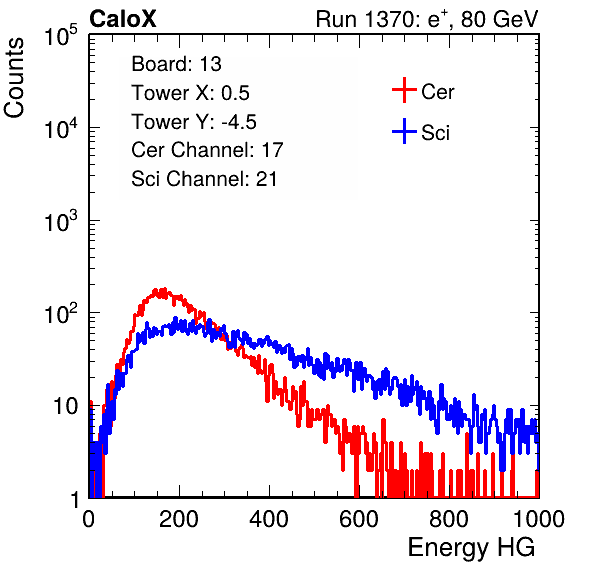 CaloX Run 1370: e⁺, 80 GeV
Counts
10⁵
10⁴
10³
10²
10
1
Board: 13
Tower X: 0.5
Tower Y: -4.5
Cer Channel: 17
Sci Channel: 21
Cer
Sci
0 200 400 600 800 1000
Energy HG